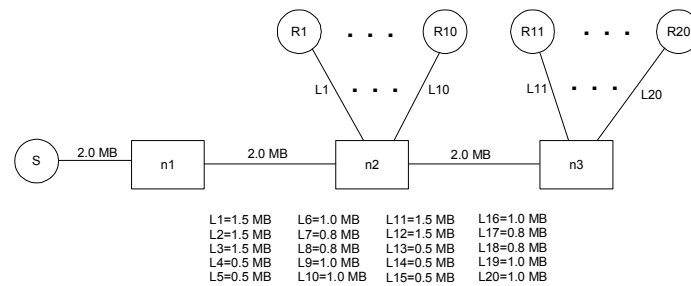 R1 . . . R10 R11 . . . R20
L1 . . . L10 L11 . . . L20
S 2.0 MB n1 2.0 MB n2 2.0 MB n3
L1=1.5 MB L6=1.0 MB L11=1.5 MB L16=1.0 MB
L2=1.5 MB L7=0.8 MB L12=1.5 MB L17=0.8 MB
L3=1.5 MB L8=0.8 MB L13=0.5 MB L18=0.8 MB
L4=0.5 MB L9=1.0 MB L14=0.5 MB L19=1.0 MB
L5=0.5 MB L10=1.0 MB L15=0.5 MB L20=1.0 MB